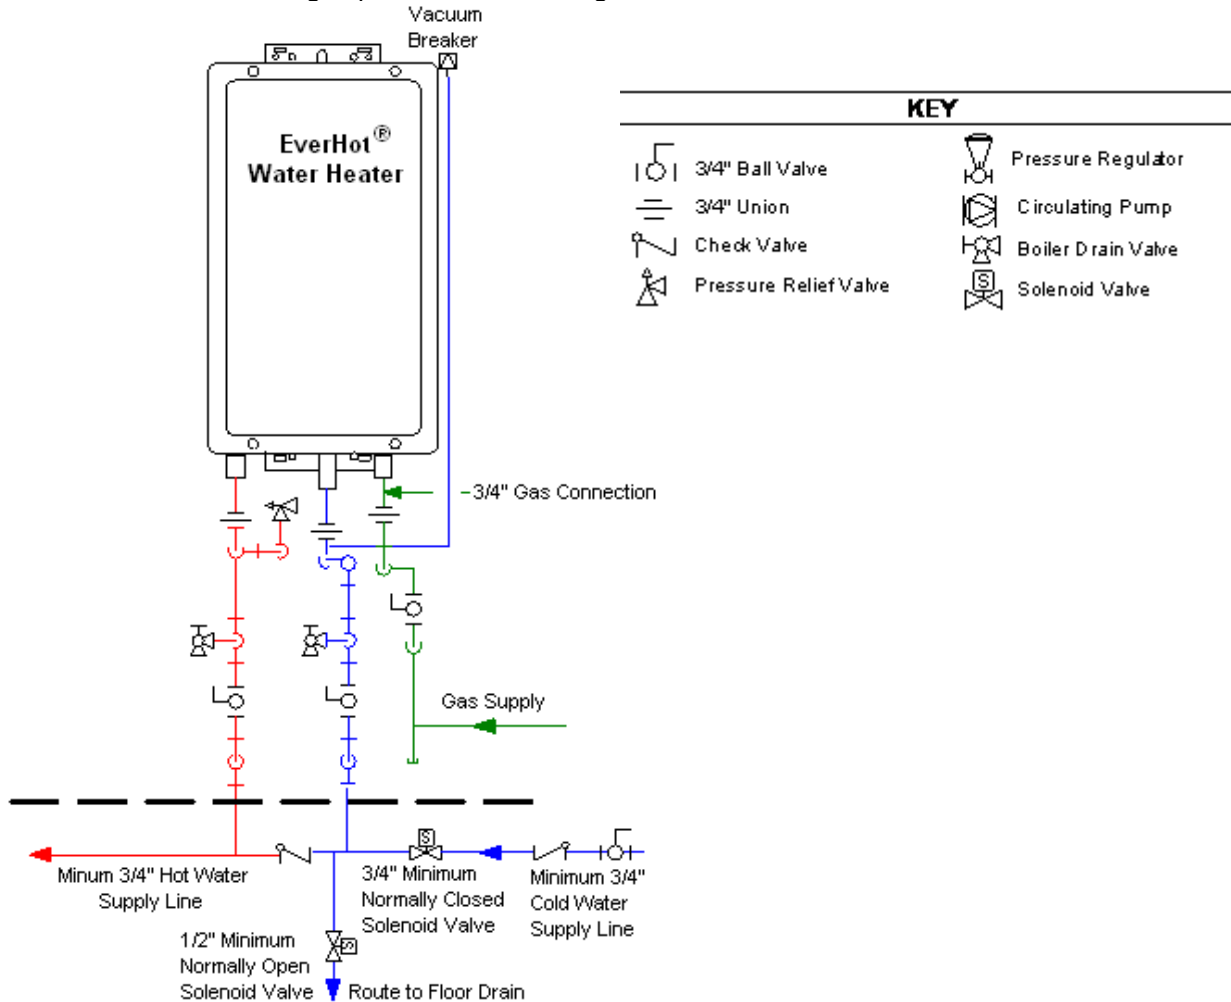 Vacuum
Breaker
EverHot®
Water Heater
KEY
3/4" Ball Valve
3/4" Union
Check Valve
Pressure Relief Valve
Pressure Regulator
Circulating Pump
Boiler Drain Valve
S
Solenoid Valve
3/4" Gas Connection
Gas Supply
S
Minum 3/4" Hot Water
Supply Line
3/4" Minimum
Normally Closed
Solenoid Valve
Minimum 3/4"
Cold Water
Supply Line
1/2" Minimum
Normally Open
Solenoid Valve
S
Route to Floor Drain